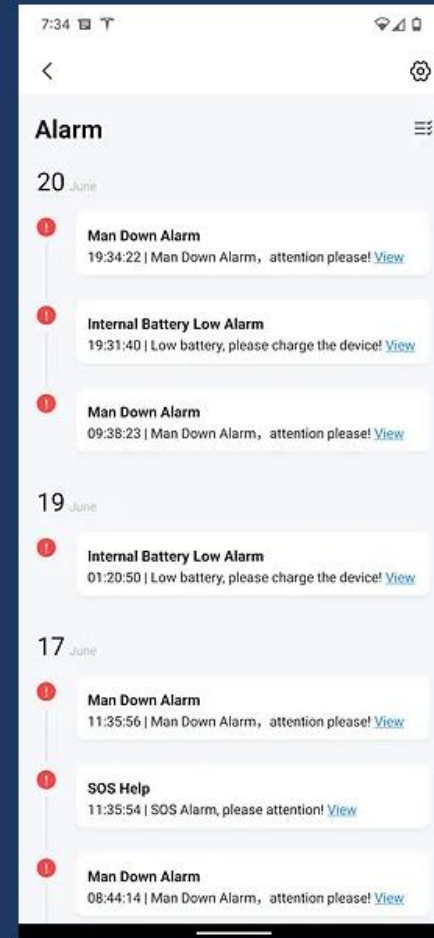 7:34
Alarm
20 June
Man Down Alarm
19:34:22 | Man Down Alarm，attention please! View
Internal Battery Low Alarm
19:31:40 | Low battery, please charge the device! View
Man Down Alarm
09:38:23 | Man Down Alarm，attention please! View
19 June
Internal Battery Low Alarm
01:20:50 | Low battery, please charge the device! View
17 June
Man Down Alarm
11:35:56 | Man Down Alarm，attention please! View
SOS Help
11:35:54 | SOS Alarm, please attention! View
Man Down Alarm
08:44:14 | Man Down Alarm，attention please! View